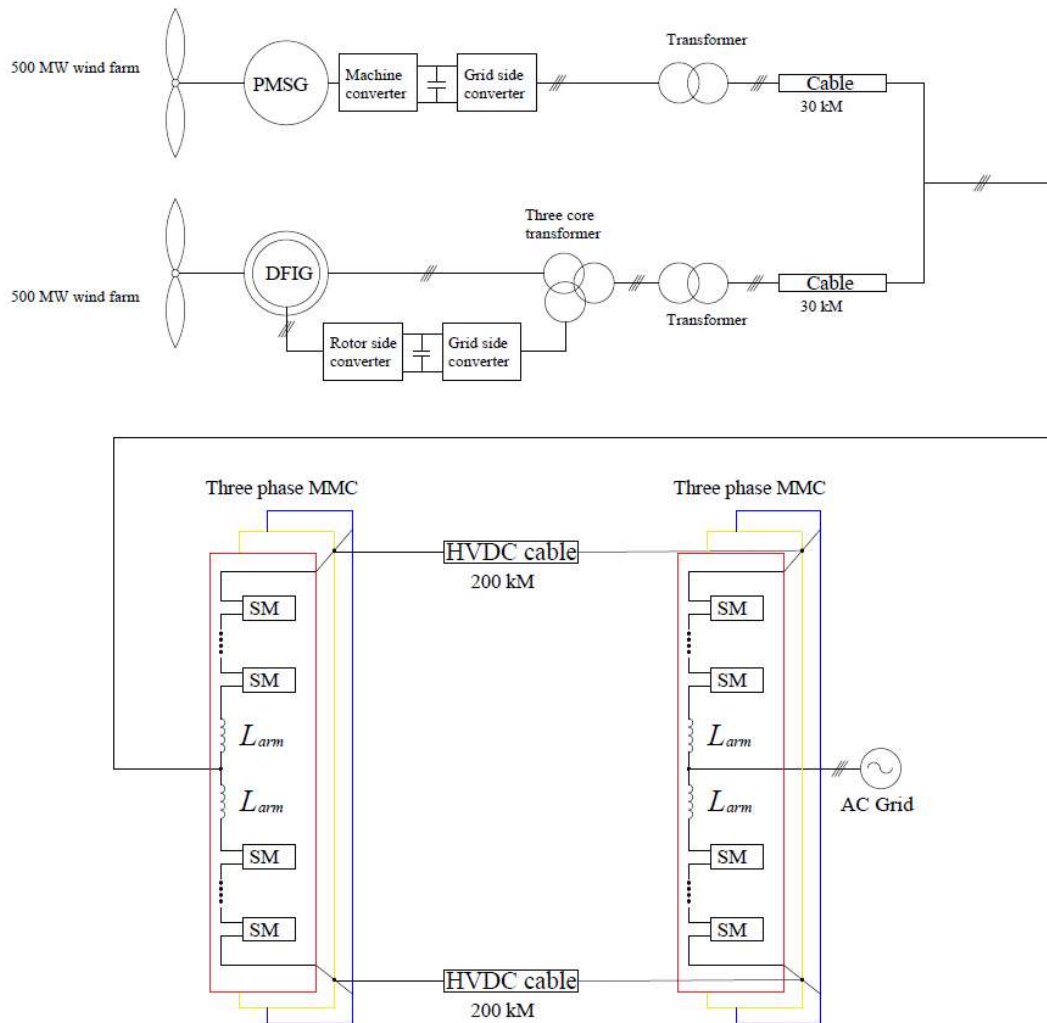 500 MW wind farm
PMSG
Machine
converter
Grid side
converter
Transformer
Cable
30 kM
500 MW wind farm
DFIG
Rotor side
converter
Grid side
converter
Three core
transformer
Transformer
Cable
30 kM
Three phase MMC
SM
SM
Larm
Larm
SM
SM
HVDC cable
200 kM
HVDC cable
200 kM
Three phase MMC
SM
SM
Larm
Larm
SM
SM
AC Grid